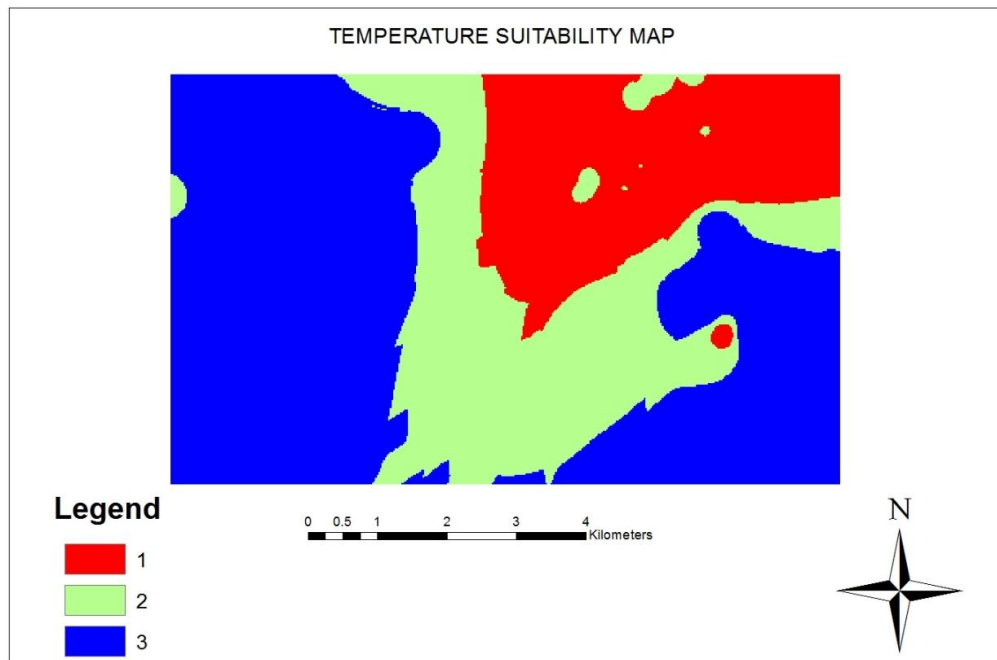 TEMPERATURE SUITABILITY MAP
Legend
1
2
3
0 0.5 1 2 3 4
Kilometers
N